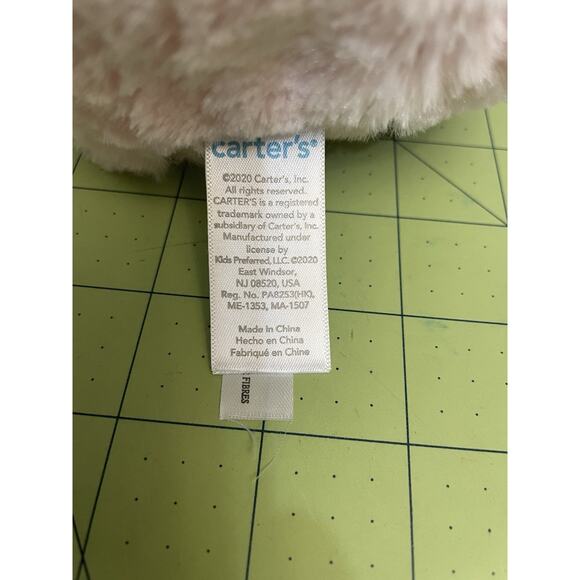 carter's®
©2020 Carter's, Inc.
All rights reserved.
CARTER'S is a registered
trademark owned by a
subsidiary of Carter's, Inc.
Manufactured under
license by
Kids Preferred, LLC. ©2020
East Windsor,
NJ 08520, USA
Reg. No. PA8253(HK),
ME-1353, MA-1507
Made in China
Hecho en China
Fabriqué en Chine
FIBRES